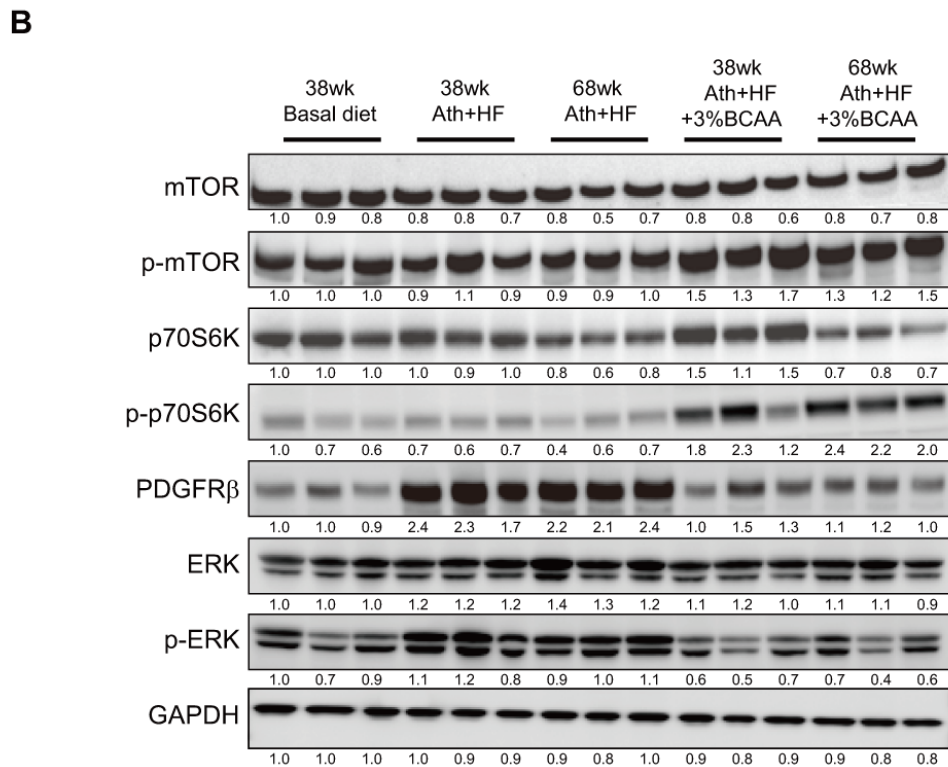 B
38wk
Basal diet
38wk
Ath+HF
68wk
Ath+HF
38wk
Ath+HF
+3%BCAA
68wk
Ath+HF
+3%BCAA
mTOR
1.0 0.9 0.8 0.8 0.8 0.7 0.8 0.5 0.7 0.8 0.8 0.6 0.8 0.7 0.8
p-mTOR
1.0 1.0 1.0 0.9 1.1 0.9 0.9 0.9 1.0 1.5 1.3 1.7 1.3 1.2 1.5
p70S6K
1.0 1.0 1.0 1.0 0.9 1.0 0.8 0.6 0.8 1.5 1.1 1.5 0.7 0.8 0.7
p-p70S6K
1.0 0.7 0.6 0.7 0.6 0.7 0.4 0.6 0.7 1.8 2.3 1.2 2.4 2.2 2.0
PDGFRβ
1.0 1.0 0.9 2.4 2.3 1.7 2.2 2.1 2.4 1.0 1.5 1.3 1.1 1.2 1.0
ERK
1.0 1.0 1.0 1.2 1.2 1.2 1.4 1.3 1.2 1.1 1.2 1.0 1.1 1.1 0.9
p-ERK
1.0 0.7 0.9 1.1 1.2 0.8 0.9 1.0 1.1 0.6 0.5 0.7 0.7 0.4 0.6
GAPDH
1.0 1.0 1.0 1.0 0.9 0.9 0.9 0.8 1.0 0.9 0.8 0.9 0.9 0.8 0.8